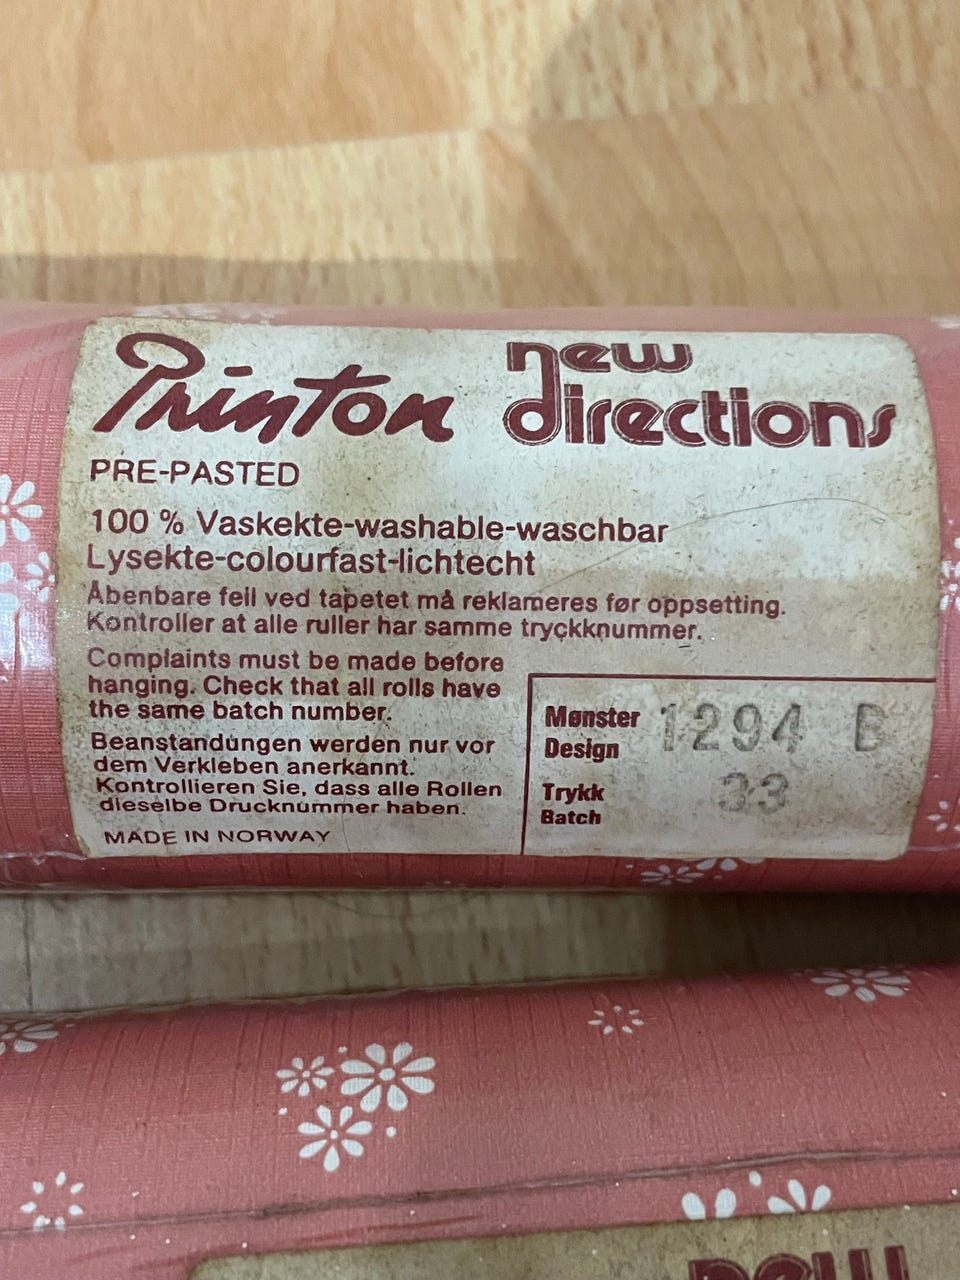 Printon new directions
PRE-PASTED
100 % Vaskekte-washable-waschbar
Lysekte-colourfast-lichtecht
Åbenbare feil ved tapetet må reklameres før oppsetting.
Kontroller at alle ruller har samme tryckknummer.
Complaints must be made before
hanging. Check that all rolls have
the same batch number.
Beanstandungen werden nur vor
dem Verkleben anerkannt.
Kontrollieren Sie, dass alle Rollen
dieselbe Drucknummer haben.
MADE IN NORWAY
Mønster 1294 B
Design
Trykk 33
Batch
new